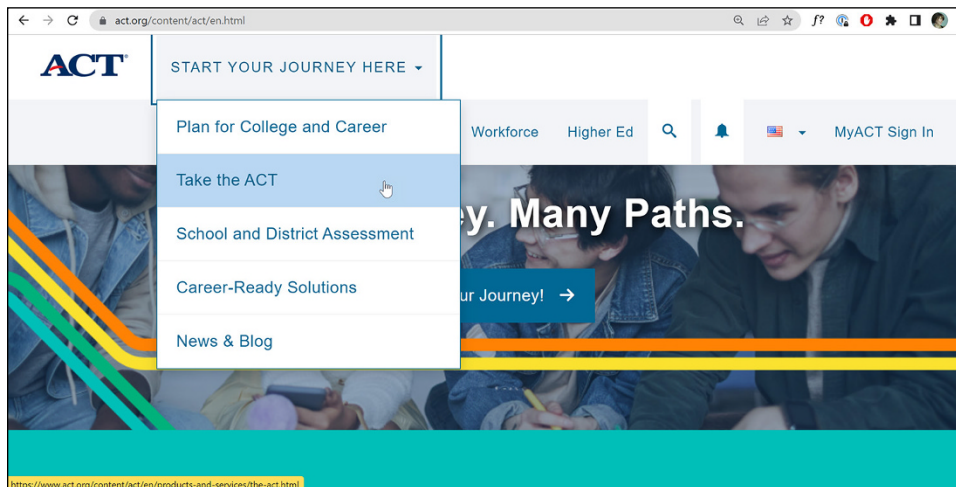 act.org/content/act/en.html
f?
ACT
START YOUR JOURNEY HERE
Plan for College and Career
Workforce
Higher Ed
MyACT Sign In
Take the ACT
y. Many Paths.
School and District Assessment
Career-Ready Solutions
ur Journey! →
News & Blog
https://www.act.org/content/act/en/products-and-services/the-act.html